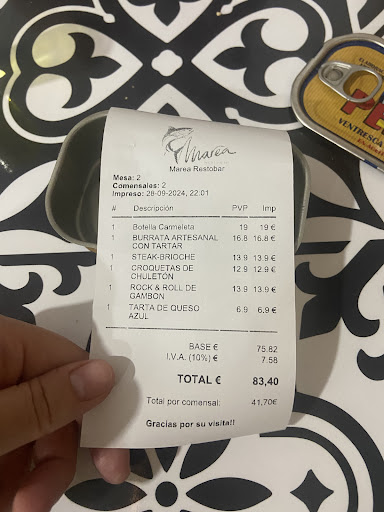 marea
Marea Restobar
Mesa: 2
Comensales: 2
Impreso: 28-09-2024, 22:01
# Descripción PVP Imp
1 Botella Carmeleta 19 19 €
1 BURRATA ARTESANAL 16.8 16.8 €
CON TARTAR
1 STEAK-BRIOCHE 13.9 13.9 €
1 CROQUETAS DE 12.9 12.9 €
CHULETÓN
1 ROCK & ROLL DE 13.9 13.9 €
GAMBON
1 TARTA DE QUESO 6.9 6.9 €
AZUL
BASE € 75.82
I.V.A. (10%) € 7.58
TOTAL € 83,40
Total por comensal: 41,70€
Gracias por su visita!!
VENTRESCA